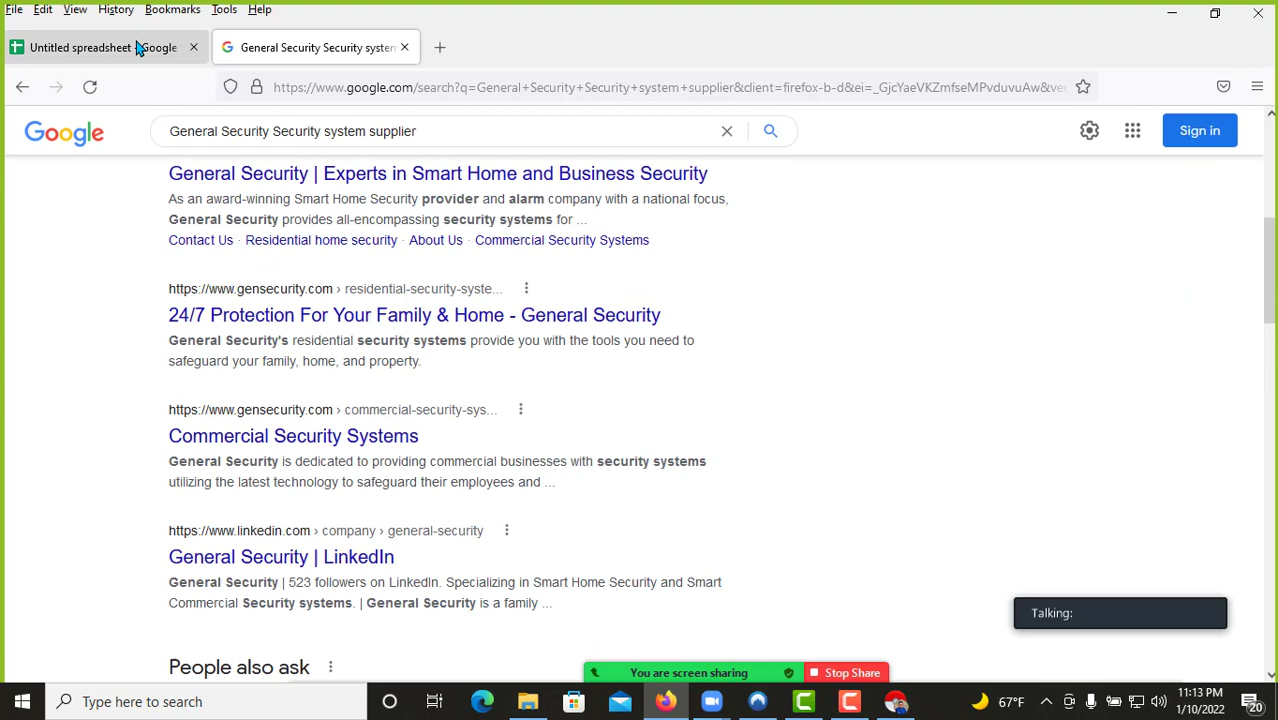 File Edit View History Bookmarks Tools Help
Untitled spreadsheet - Google
General Security Security system
https://www.google.com/search?q=General+Security+Security+system+supplier&client=firefox-b-d&ei=_GjcYaeVKZmfseMPvduvuAw&ve
Google
General Security Security system supplier
Sign in
General Security | Experts in Smart Home and Business Security
As an award-winning Smart Home Security provider and alarm company with a national focus,
General Security provides all-encompassing security systems for ...
Contact Us · Residential home security · About Us · Commercial Security Systems
https://www.gensecurity.com › residential-security-syste...
24/7 Protection For Your Family & Home - General Security
General Security's residential security systems provide you with the tools you need to
safeguard your family, home, and property.
https://www.gensecurity.com › commercial-security-sys...
Commercial Security Systems
General Security is dedicated to providing commercial businesses with security systems
utilizing the latest technology to safeguard their employees and ...
https://www.linkedin.com › company › general-security
General Security | LinkedIn
General Security | 523 followers on LinkedIn. Specializing in Smart Home Security and Smart
Commercial Security systems. | General Security is a family ...
Talking:
People also ask
You are screen sharing
Stop Share
Type here to search
67°F
11:13 PM
1/10/2022
20